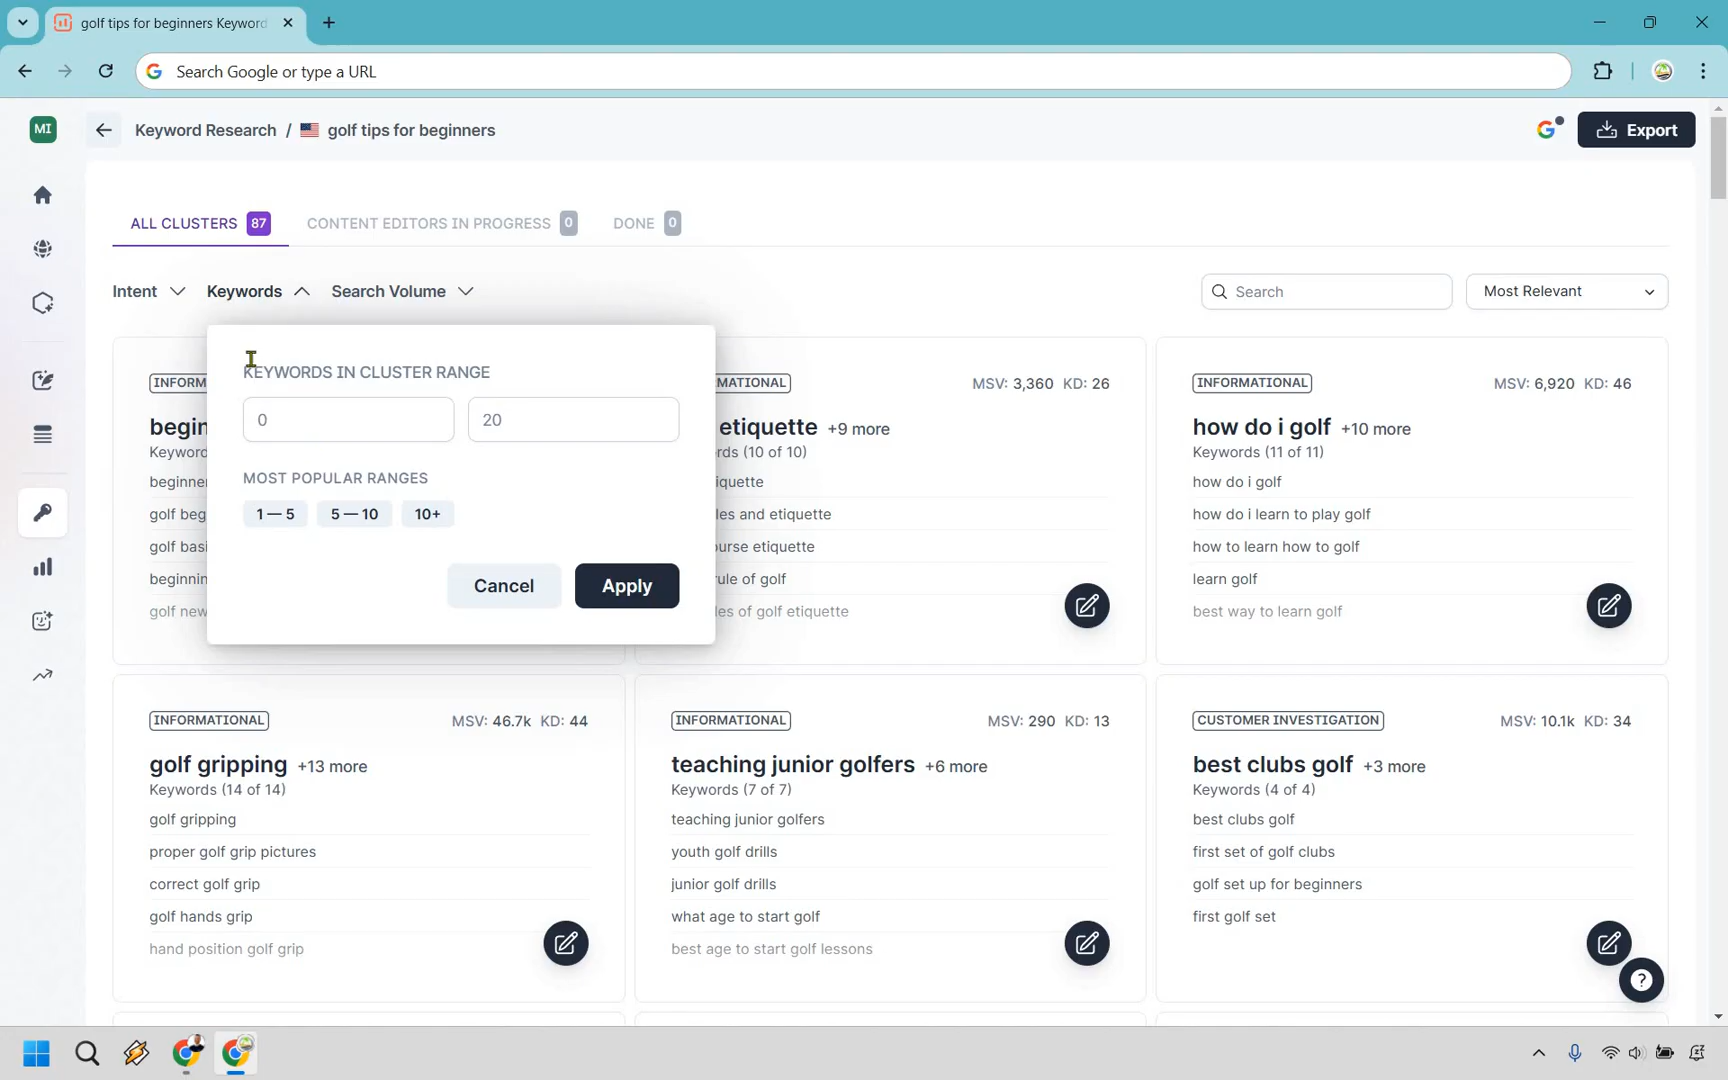 golf tips for beginners Keyword
Search Google or type a URL
MI
Keyword Research / golf tips for beginners
Export
ALL CLUSTERS 87
CONTENT EDITORS IN PROGRESS 0
DONE 0
Intent
Keywords
Search Volume
Search
Most Relevant
KEYWORDS IN CLUSTER RANGE
0
20
MOST POPULAR RANGES
1 — 5
5 — 10
10+
Cancel
Apply
INFORM
begin
Keyword
beginne
golf beg
golf basi
beginnin
golf new
MATIONAL
MSV: 3,360 KD: 26
etiquette +9 more
rds (10 of 10)
iquette
les and etiquette
ourse etiquette
rule of golf
les of golf etiquette
INFORMATIONAL
MSV: 6,920 KD: 46
how do i golf +10 more
Keywords (11 of 11)
how do i golf
how do i learn to play golf
how to learn how to golf
learn golf
best way to learn golf
INFORMATIONAL
MSV: 46.7k KD: 44
golf gripping +13 more
Keywords (14 of 14)
golf gripping
proper golf grip pictures
correct golf grip
golf hands grip
hand position golf grip
INFORMATIONAL
MSV: 290 KD: 13
teaching junior golfers +6 more
Keywords (7 of 7)
teaching junior golfers
youth golf drills
junior golf drills
what age to start golf
best age to start golf lessons
CUSTOMER INVESTIGATION
MSV: 10.1k KD: 34
best clubs golf +3 more
Keywords (4 of 4)
best clubs golf
first set of golf clubs
golf set up for beginners
first golf set
?